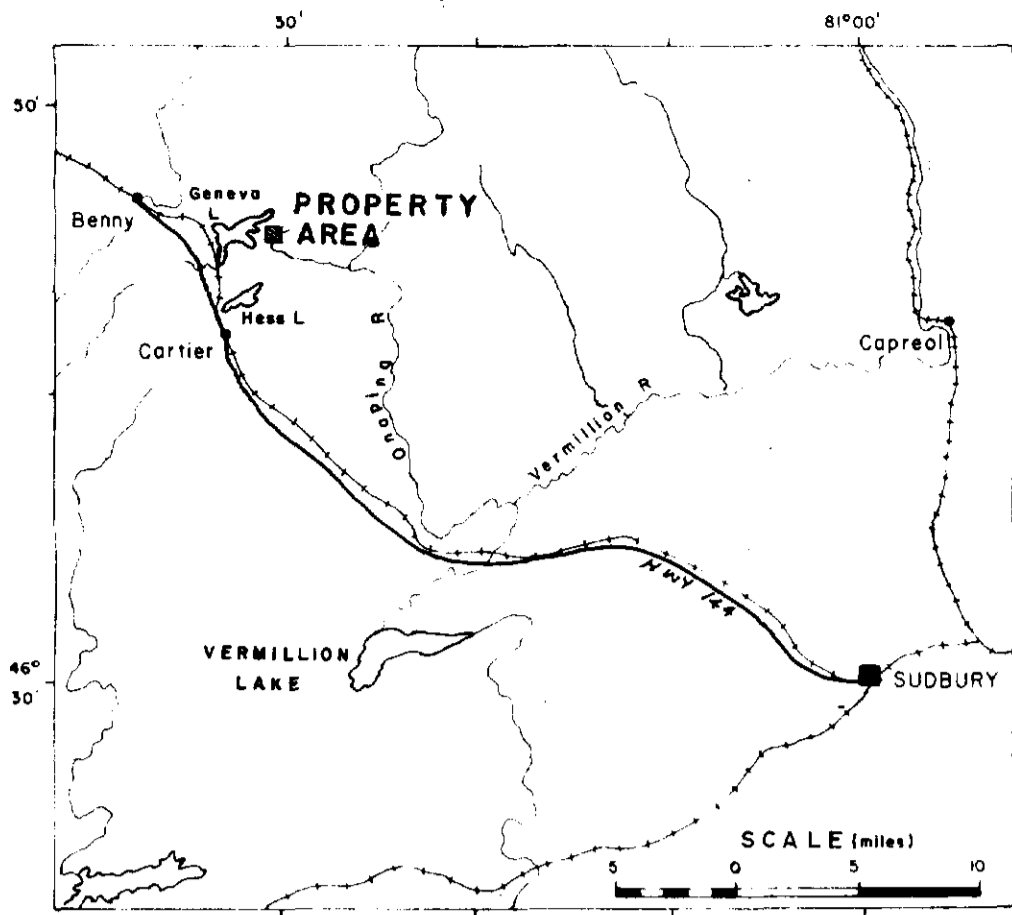 30'
81°00'
50'
Geneva
L
PROPERTY
AREA
Benny
Hess L
Cartier
Capreol
Onaping R
Vermillion R
HWY 144
VERMILLION
LAKE
46°
30'
SUDBURY
SCALE (miles)
5 0 5 10